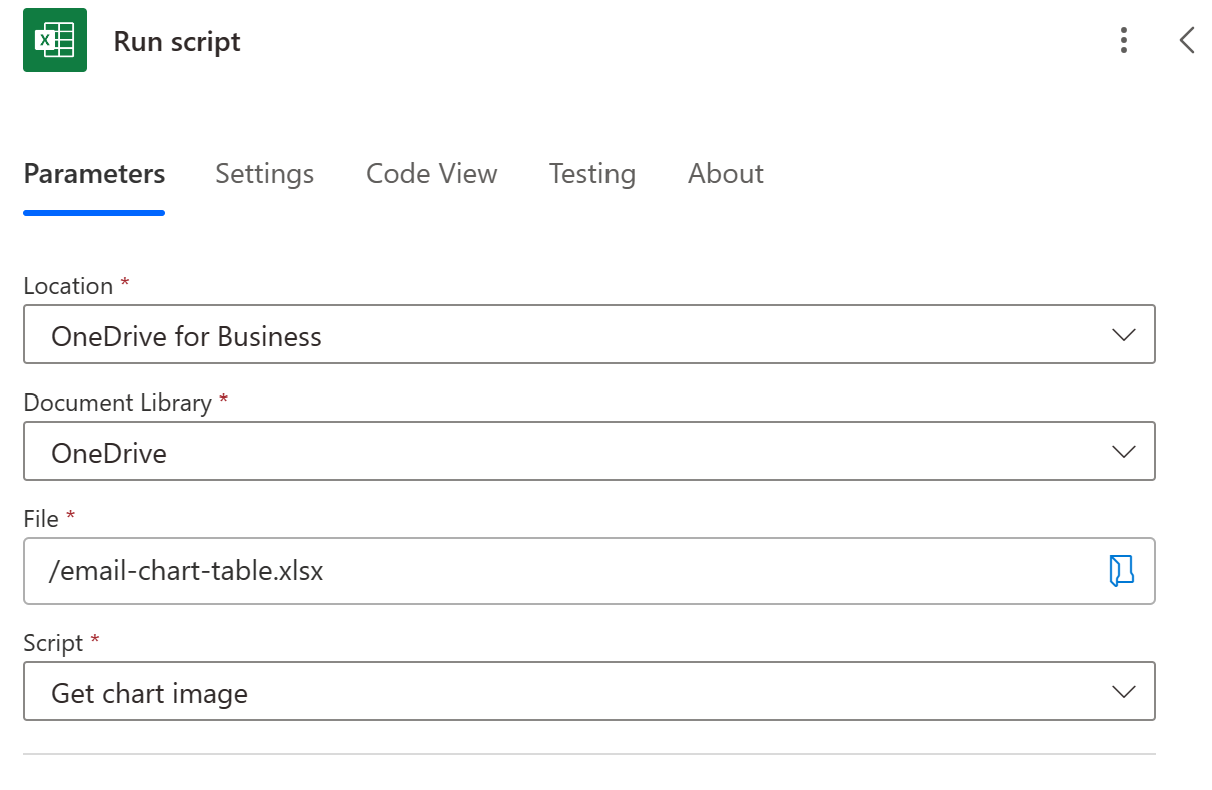 X
Run script
Parameters Settings Code View Testing About
Location *
OneDrive for Business
Document Library *
OneDrive
File *
/email-chart-table.xlsx
Script *
Get chart image